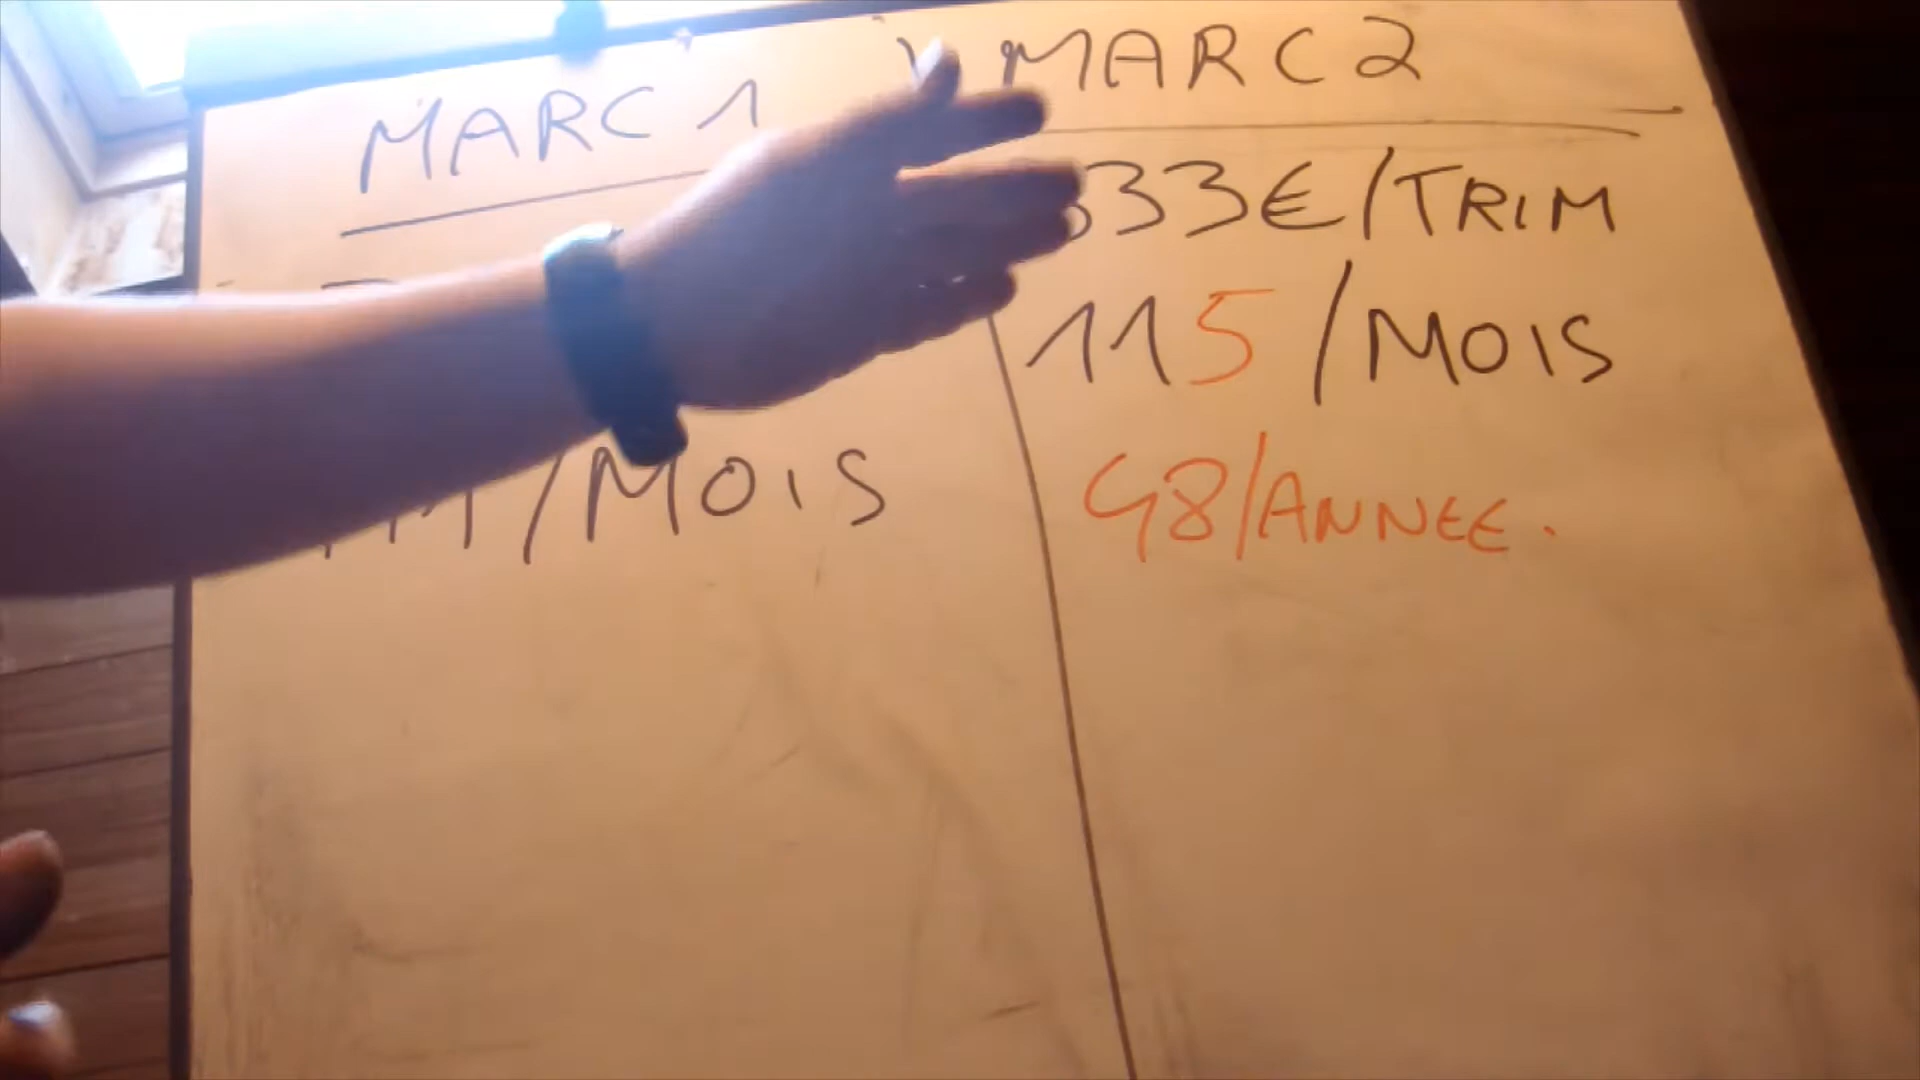 MARC 1
/MOIS
MARC 2
333€/TRIM
115/MOIS
48/ANNEE.